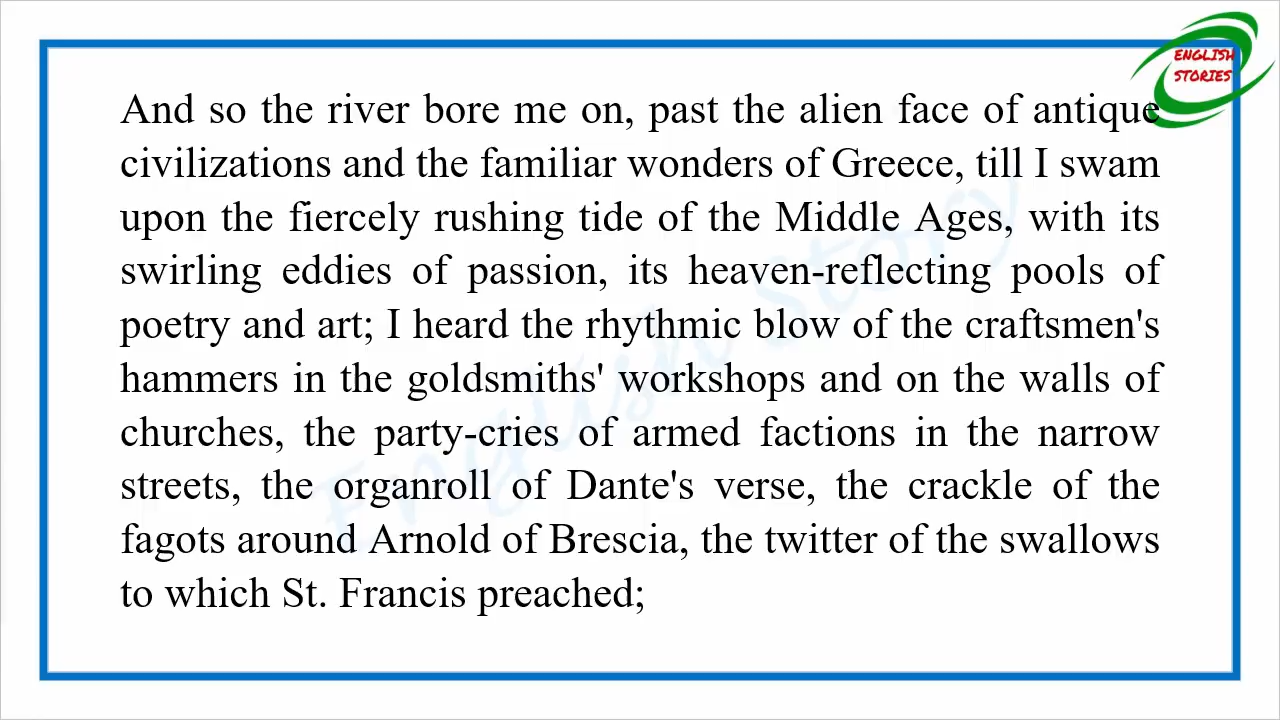 ENGLISH
STORIES
And so the river bore me on, past the alien face of antique
civilizations and the familiar wonders of Greece, till I swam
upon the fiercely rushing tide of the Middle Ages, with its
swirling eddies of passion, its heaven-reflecting pools of
poetry and art; I heard the rhythmic blow of the craftsmen's
hammers in the goldsmiths' workshops and on the walls of
churches, the party-cries of armed factions in the narrow
streets, the organroll of Dante's verse, the crackle of the
fagots around Arnold of Brescia, the twitter of the swallows
to which St. Francis preached;
English Story